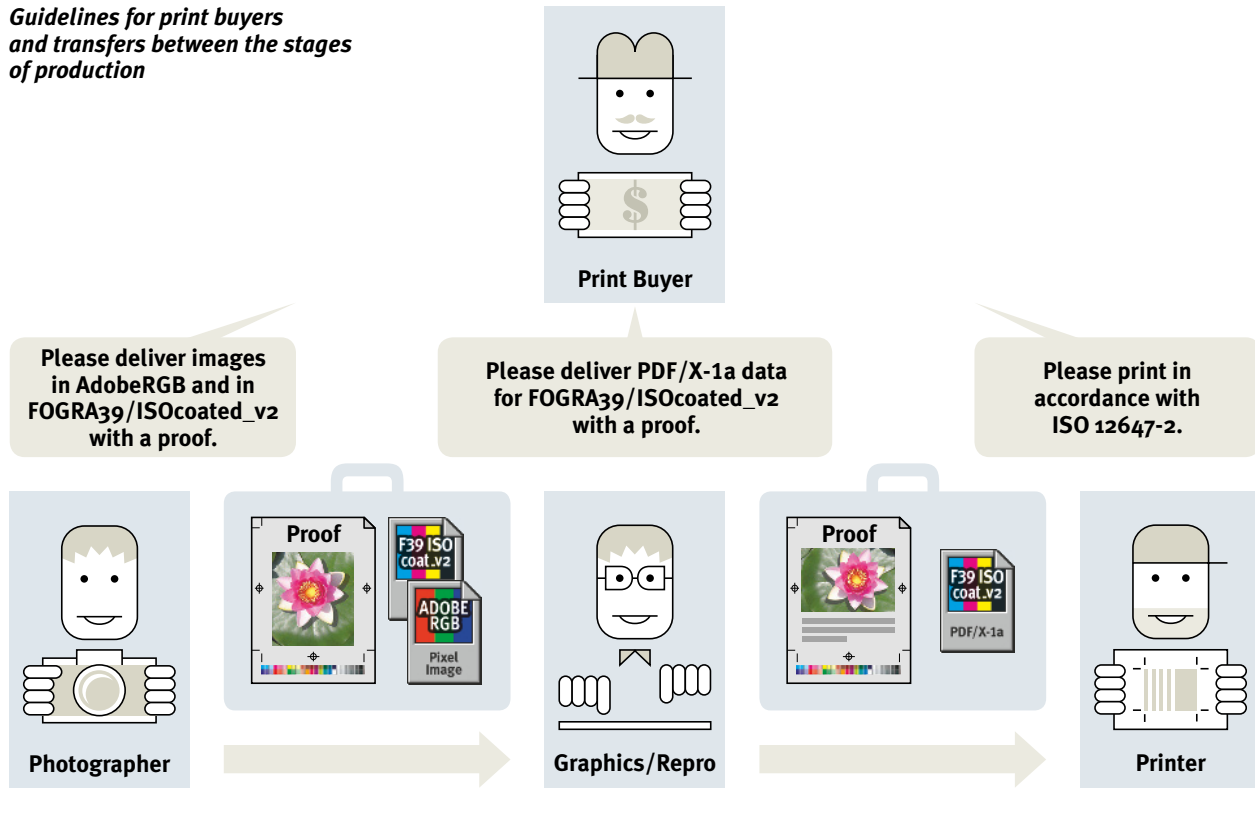 Guidelines for print buyers
and transfers between the stages
of production
$
Print Buyer
Please deliver images
in AdobeRGB and in
FOGRA39/ISOcoated_v2
with a proof.
Please deliver PDF/X-1a data
for FOGRA39/ISOcoated_v2
with a proof.
Please print in
accordance with
ISO 12647-2.
Proof
F39 ISO
coat.v2
ADOBE
RGB
Pixel
Image
Proof
F39 ISO
coat.v2
PDF/X-1a
Photographer
Graphics/Repro
Printer